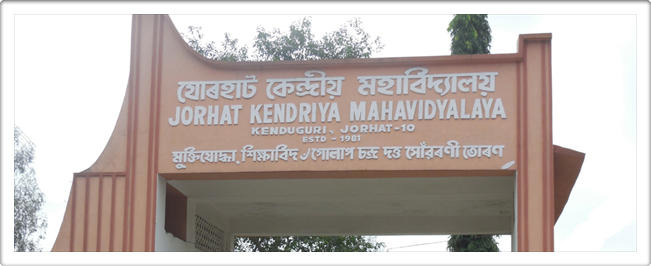 যোৰহাট কেন্দ্ৰীয় মহাবিদ্যালয়
JORHAT KENDRIYA MAHAVIDYALAYA
KENDUGURI, JORHAT-10
ESTD - 1981
মুক্তিযোদ্ধা, শিক্ষাবিদ ৺গোলাপ চন্দ্ৰ দত্ত সোঁৱৰণী তোৰণ